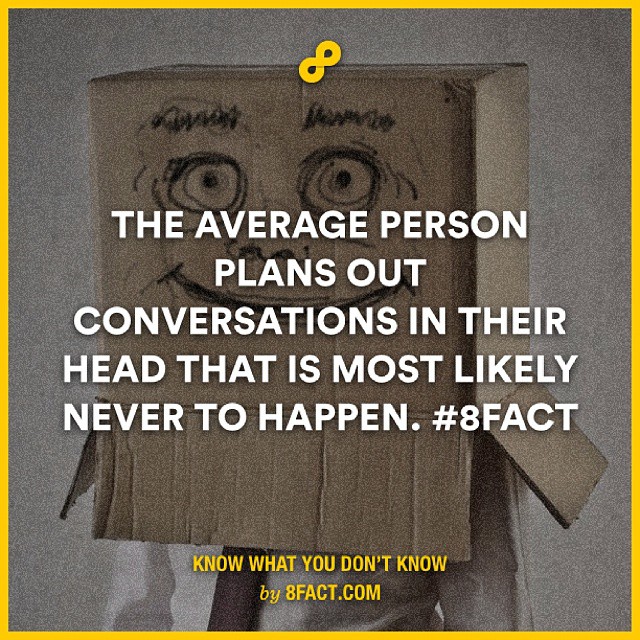 THE AVERAGE PERSON
PLANS OUT
CONVERSATIONS IN THEIR
HEAD THAT IS MOST LIKELY
NEVER TO HAPPEN. #8FACT
KNOW WHAT YOU DON'T KNOW
by 8FACT.COM